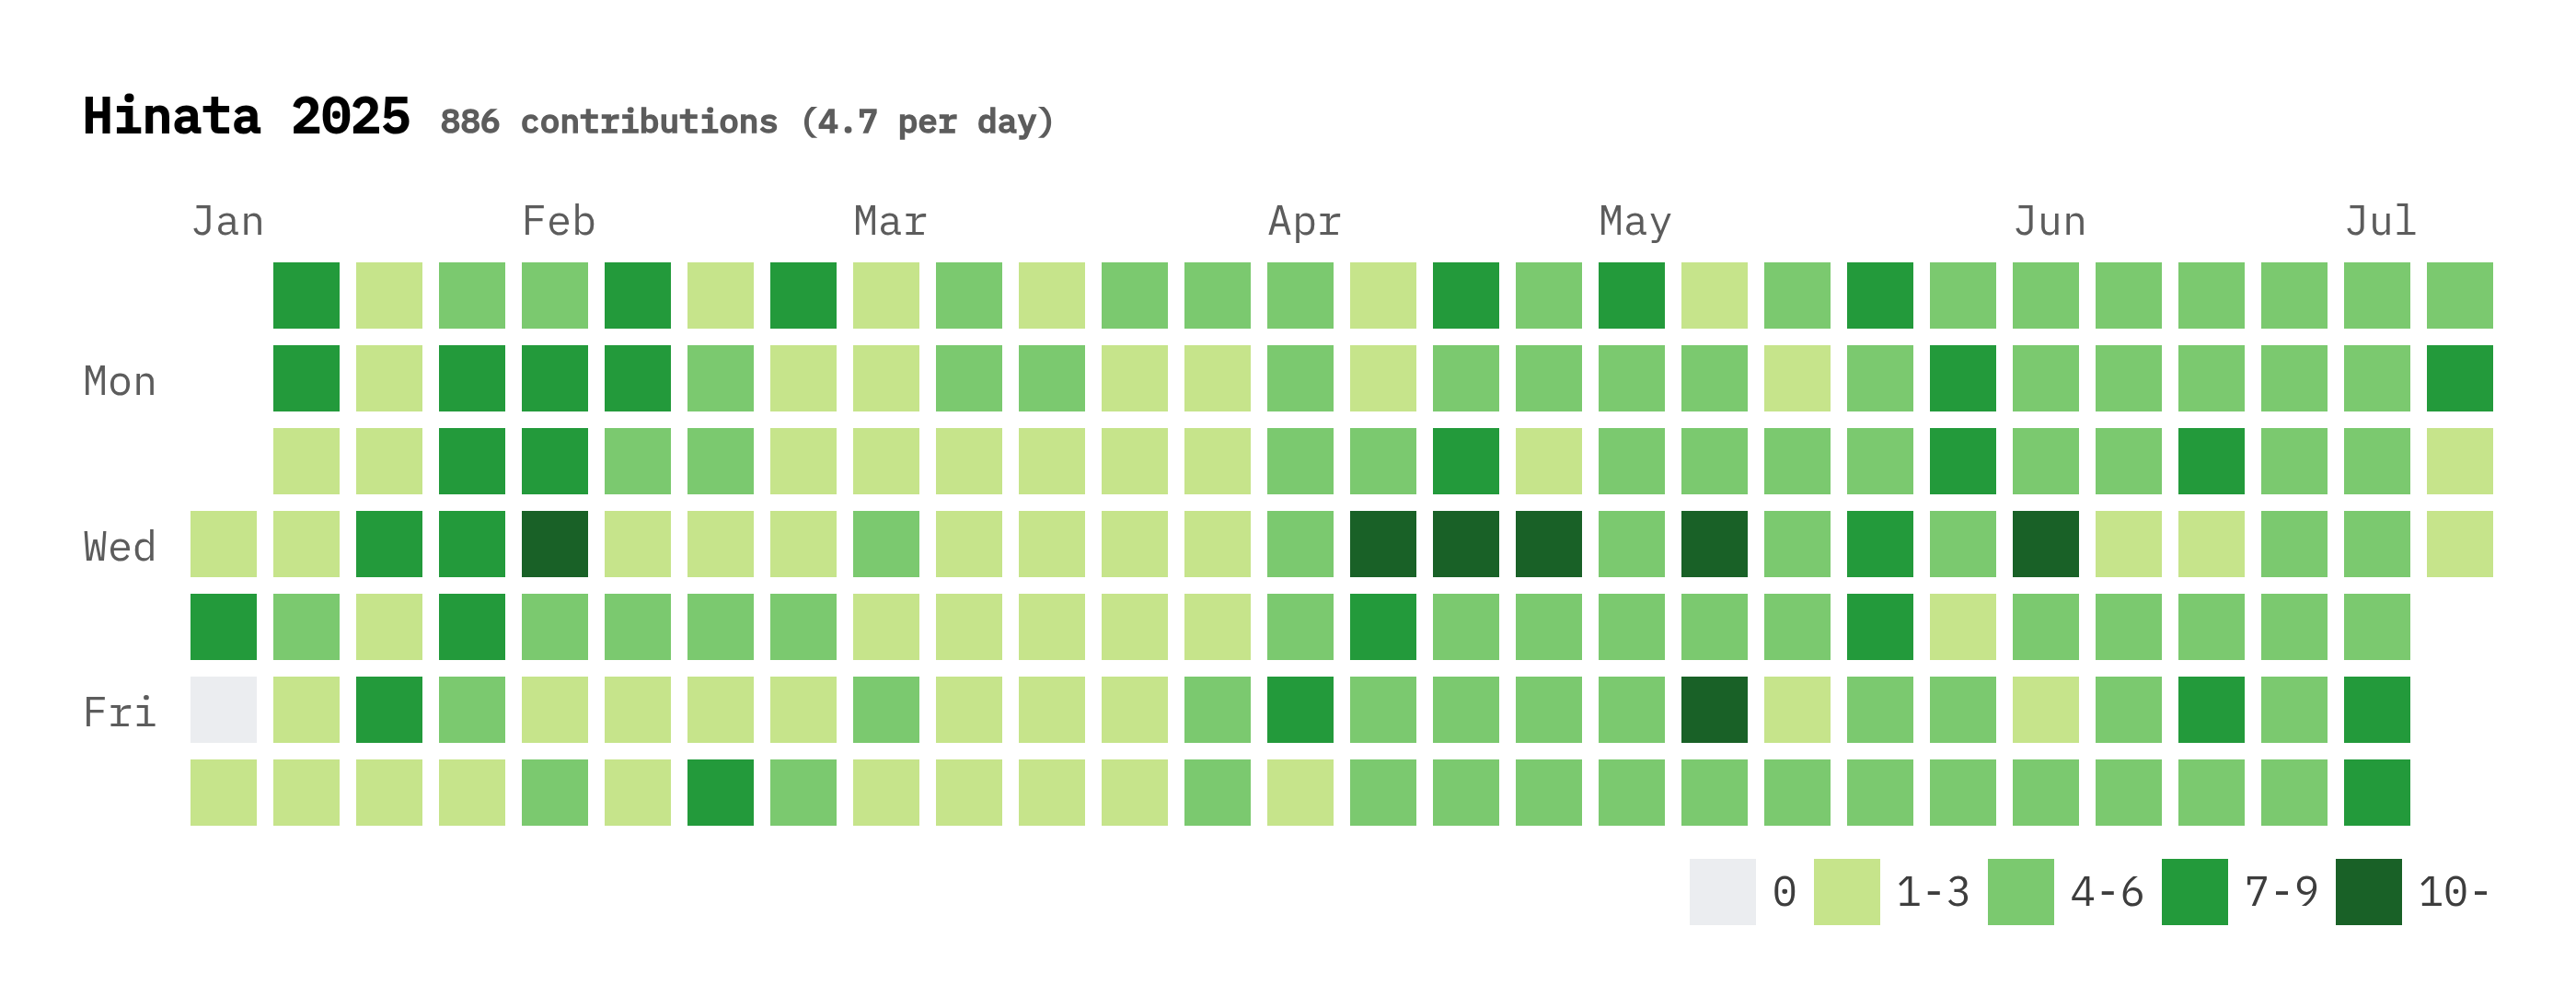 Hinata 2025 886 contributions (4.7 per day)
Jan Feb Mar Apr May Jun Jul
Mon
Wed
Fri
0 1-3 4-6 7-9 10-